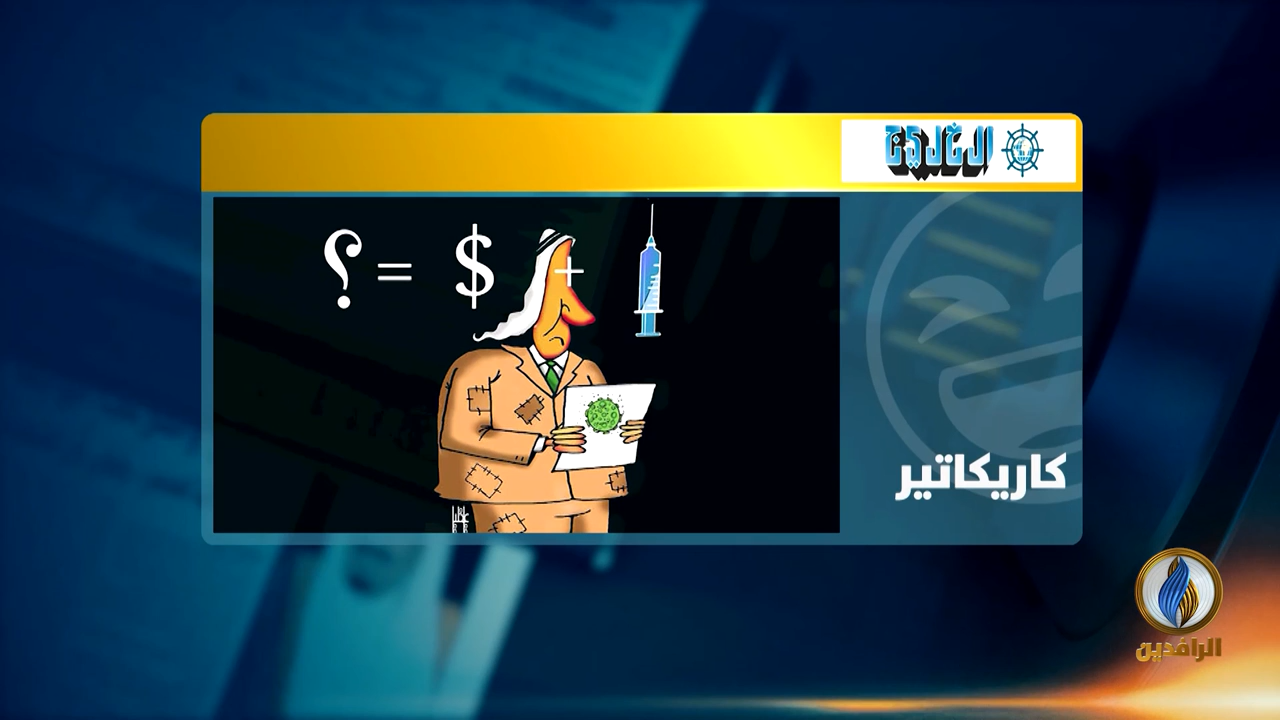 الخليج
؟ = $ + 
كاريكاتير
الرافدين